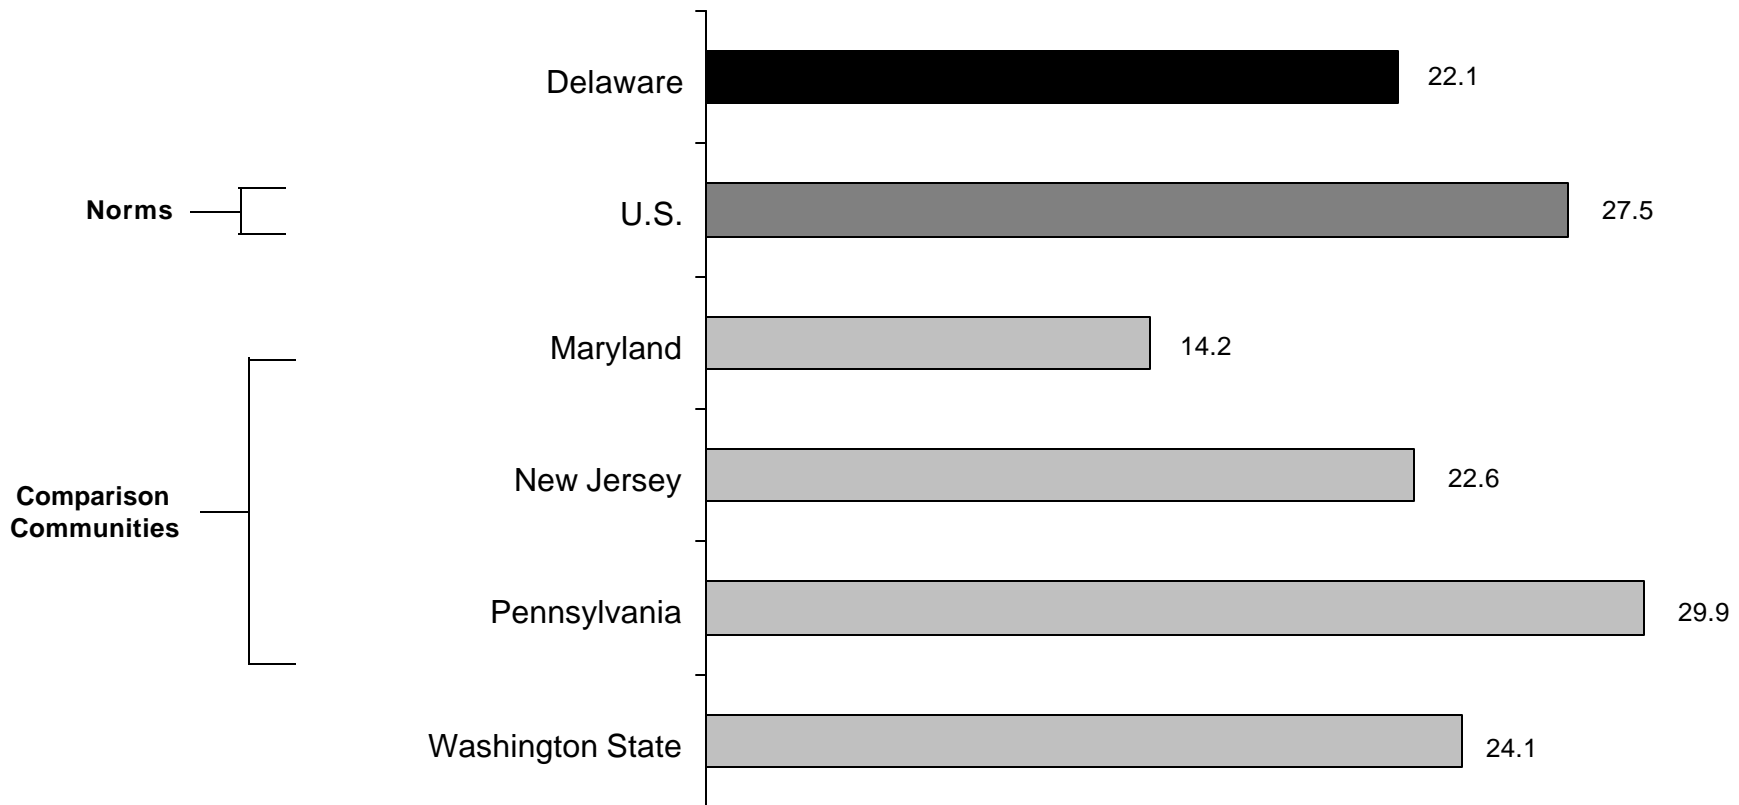 Delaware 22.1
Norms
U.S. 27.5
Maryland 14.2
New Jersey 22.6
Comparison
Communities
Pennsylvania 29.9
Washington State 24.1